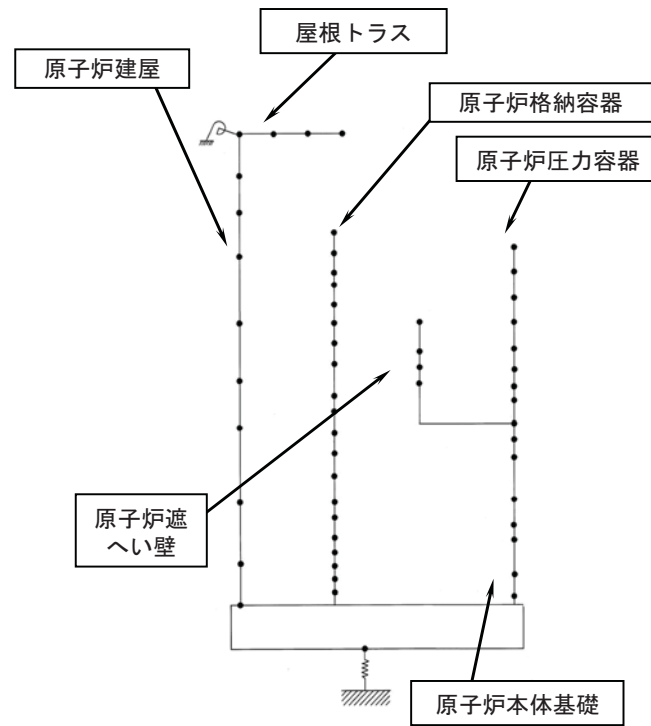 屋根トラス
原子炉建屋
原子炉格納容器
原子炉圧力容器
原子炉遮
へい壁
原子炉本体基礎